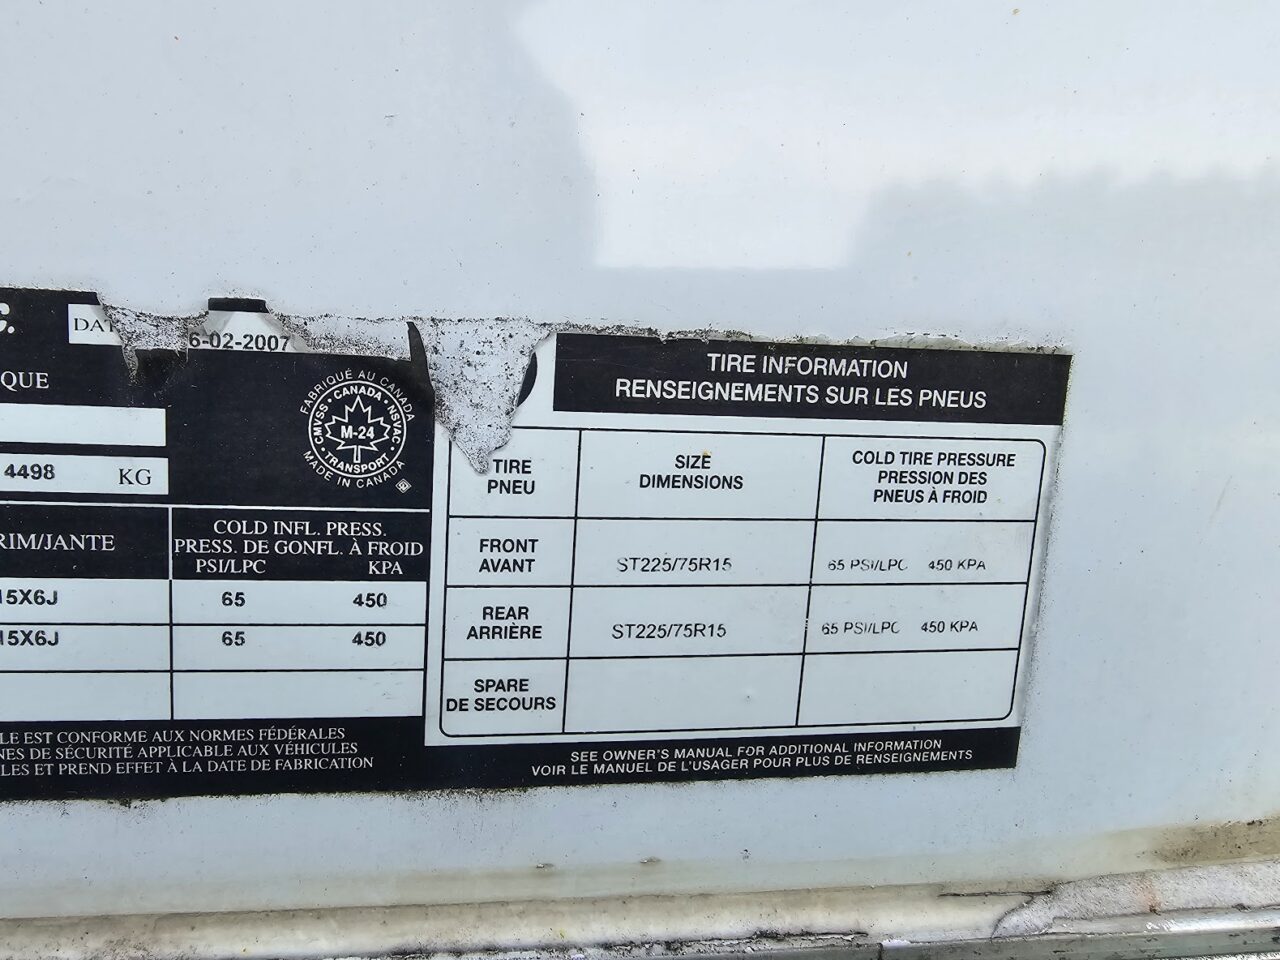 C.
DAT
6-02-2007
QUE
FABRIQUÉ AU CANADA
CMVSS · CANADA · NSVAC
M-24
TRANSPORT
MADE IN CANADA
4498 KG
RIM/JANTE
COLD INFL. PRESS.
PRESS. DE GONFL. À FROID
PSI/LPC KPA
15X6J 65 450
15X6J 65 450
LE EST CONFORME AUX NORMES FÉDÉRALES
NES DE SÉCURITÉ APPLICABLE AUX VÉHICULES
LES ET PREND EFFET À LA DATE DE FABRICATION
TIRE INFORMATION
RENSEIGNEMENTS SUR LES PNEUS
TIRE
PNEU
SIZE
DIMENSIONS
COLD TIRE PRESSURE
PRESSION DES
PNEUS À FROID
FRONT
AVANT
ST225/75R15
65 PSI/LPC 450 KPA
REAR
ARRIÈRE
ST225/75R15
65 PSI/LPC 450 KPA
SPARE
DE SECOURS
SEE OWNER'S MANUAL FOR ADDITIONAL INFORMATION
VOIR LE MANUEL DE L'USAGER POUR PLUS DE RENSEIGNEMENTS